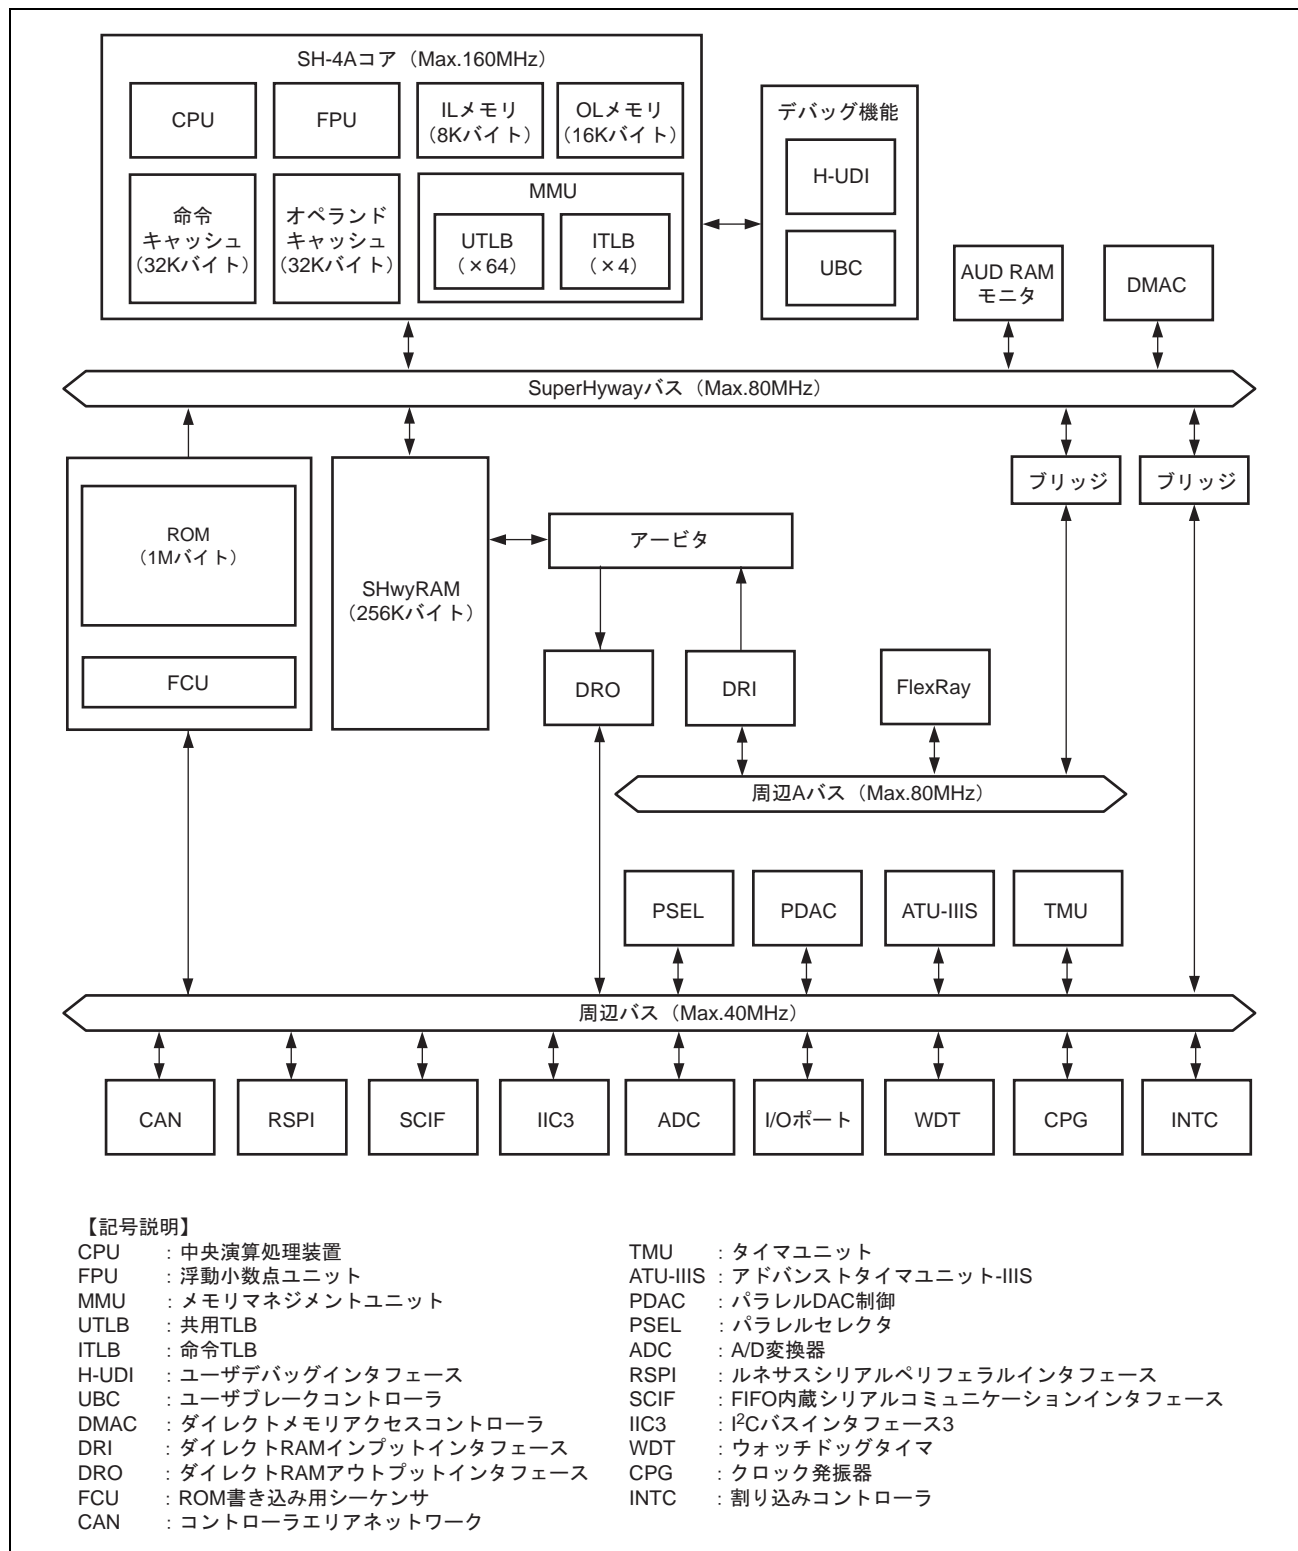 SH-4Aコア（Max.160MHz）
CPU
FPU
ILメモリ
（8Kバイト）
OLメモリ
（16Kバイト）
命令
キャッシュ
（32Kバイト）
オペランド
キャッシュ
（32Kバイト）
MMU
UTLB
（×64）
ITLB
（×4）
デバッグ機能
H-UDI
UBC
AUD RAM
モニタ
DMAC
SuperHywayバス（Max.80MHz）
ROM
（1Mバイト）
FCU
SHwyRAM
（256Kバイト）
アービタ
ブリッジ
ブリッジ
DRO
DRI
FlexRay
周辺Aバス（Max.80MHz）
PSEL
PDAC
ATU-IIIS
TMU
周辺バス（Max.40MHz）
CAN
RSPI
SCIF
IIC3
ADC
I/Oポート
WDT
CPG
INTC
【記号説明】
CPU：中央演算処理装置
FPU：浮動小数点ユニット
MMU：メモリマネジメントユニット
UTLB：共用TLB
ITLB：命令TLB
H-UDI：ユーザデバッグインタフェース
UBC：ユーザブレークコントローラ
DMAC：ダイレクトメモリアクセスコントローラ
DRI：ダイレクトRAMインプットインタフェース
DRO：ダイレクトRAMアウトプットインタフェース
FCU：ROM書き込み用シーケンサ
CAN：コントローラエリアネットワーク
TMU：タイマユニット
ATU-IIIS：アドバンストタイマユニット-IIIS
PDAC：パラレルDAC制御
PSEL：パラレルセレクタ
ADC：A/D変換器
RSPI：ルネサスシリアルペリフェラルインタフェース
SCIF：FIFO内蔵シリアルコミュニケーションインタフェース
IIC3：I²Cバスインタフェース3
WDT：ウォッチドッグタイマ
CPG：クロック発振器
INTC：割り込みコントローラ